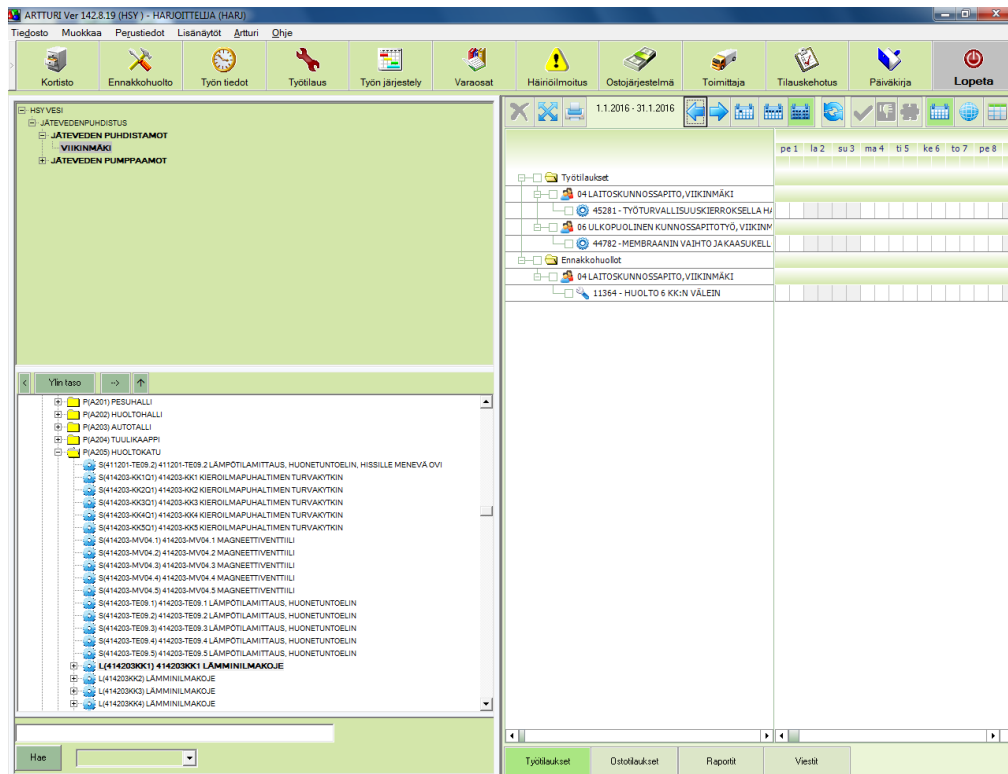 ARTTURI Ver 142.8.19 (HSY ) - HARJOITTELIJA (HARJ)
Tiedosto Muokkaa Perustiedot Lisänäytöt Artturi Ohje
Kortisto Ennakkohuolto Työn tiedot Työtilaus Työn järjestely Varaosat Häiriöilmoitus Ostojärjestelmä Toimittaja Tilauskehotus Päiväkirja Lopeta
HSY VESI
JÄTEVEDENPUHDISTUS
JÄTEVEDEN PUHDISTAMOT
VIIKINMÄKI
JÄTEVEDEN PUMPPAAMOT
< Ylin taso -->
P(A201) PESUHALLI
P(A202) HUOLTOHALLI
P(A203) AUTOTALLI
P(A204) TUULIKAAPPI
P(A205) HUOLTOKATU
S(411201-TE09.2) 411201-TE09.2 LÄMPÖTILAMITTAUS, HUONETUNTOELIN, HISSILLE MENEVÄ OVI
S(414203-KK1Q1) 414203-KK1 KIEROILMAPUHALTIMEN TURVAKYTKIN
S(414203-KK2Q1) 414203-KK2 KIEROILMAPUHALTIMEN TURVAKYTKIN
S(414203-KK3Q1) 414203-KK3 KIEROILMAPUHALTIMEN TURVAKYTKIN
S(414203-KK4Q1) 414203-KK4 KIEROILMAPUHALTIMEN TURVAKYTKIN
S(414203-KK5Q1) 414203-KK5 KIEROILMAPUHALTIMEN TURVAKYTKIN
S(414203-MV04.1) 414203-MV04.1 MAGNEETTIVENTTIILI
S(414203-MV04.2) 414203-MV04.2 MAGNEETTIVENTTIILI
S(414203-MV04.3) 414203-MV04.3 MAGNEETTIVENTTIILI
S(414203-MV04.4) 414203-MV04.4 MAGNEETTIVENTTIILI
S(414203-MV04.5) 414203-MV04.5 MAGNEETTIVENTTIILI
S(414203-TE09.1) 414203-TE09.1 LÄMPÖTILAMITTAUS, HUONETUNTOELIN
S(414203-TE09.2) 414203-TE09.2 LÄMPÖTILAMITTAUS, HUONETUNTOELIN
S(414203-TE09.3) 414203-TE09.3 LÄMPÖTILAMITTAUS, HUONETUNTOELIN
S(414203-TE09.4) 414203-TE09.4 LÄMPÖTILAMITTAUS, HUONETUNTOELIN
S(414203-TE09.5) 414203-TE09.5 LÄMPÖTILAMITTAUS, HUONETUNTOELIN
L(414203KK1) 414203KK1 LÄMMINILMAKOJE
L(414203KK2) LÄMMINILMAKOJE
L(414203KK3) LÄMMINILMAKOJE
L(414203KK4) LÄMMINILMAKOJE
Hae
1.1.2016 - 31.1.2016
pe 1 la 2 su 3 ma 4 ti 5 ke 6 to 7 pe 8
Työtilaukset
04 LAITOSKUNNOSSAPITO, VIIKINMÄKI
45281 - TYÖTURVALLISUUSKIERROKSELLA HA
06 ULKOPUOLINEN KUNNOSSAPITOTYÖ, VIIKINM
44782 - MEMBRAANIN VAIHTO JA KAASUKELL
Ennakkohuollot
04 LAITOSKUNNOSSAPITO, VIIKINMÄKI
11364 - HUOLTO 6 KK:N VÄLEIN
Työtilaukset Ostotilaukset Raportit Viestit